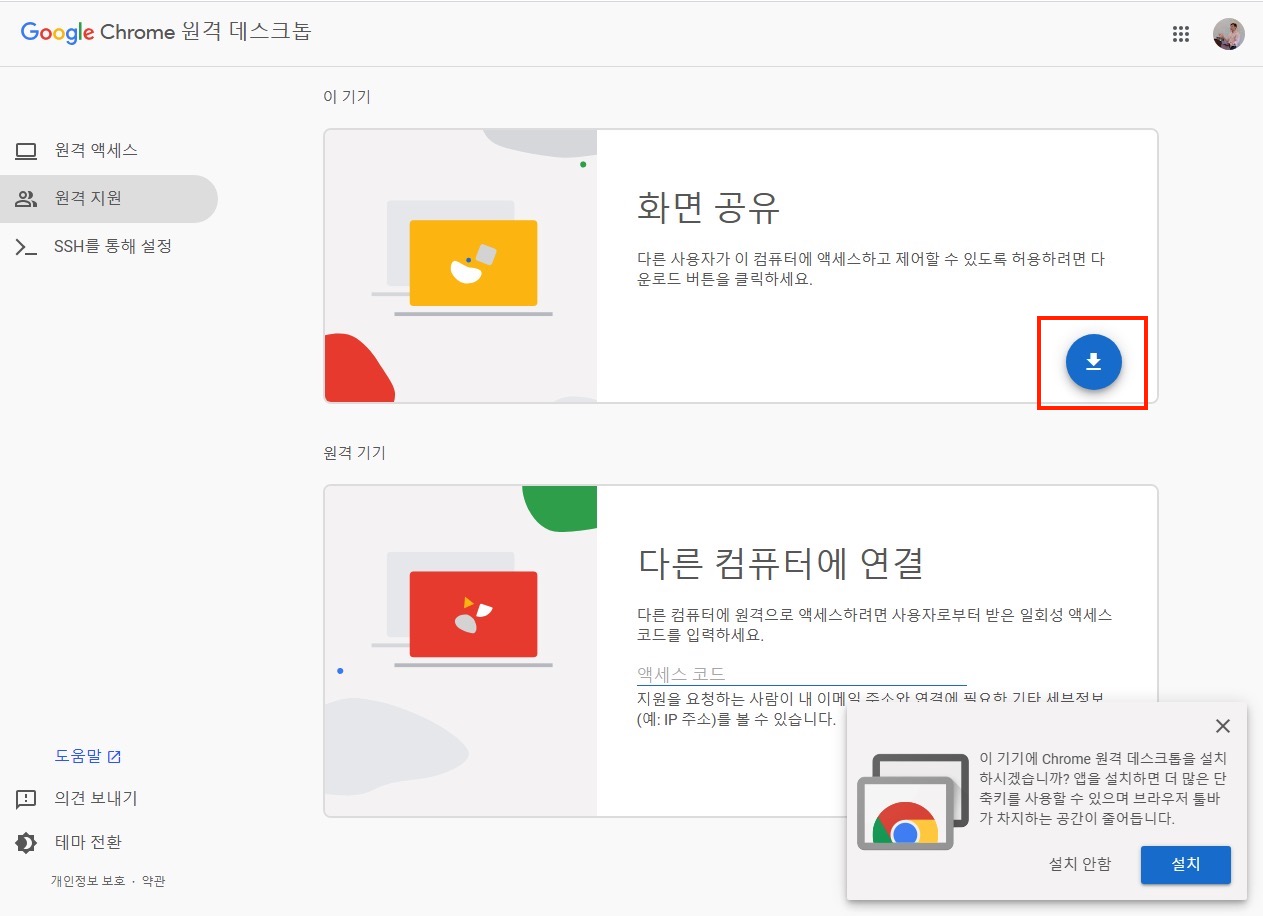 Google Chrome 원격 데스크톱
원격 액세스
원격 지원
SSH를 통해 설정
이 기기
화면 공유
다른 사용자가 이 컴퓨터에 액세스하고 제어할 수 있도록 허용하려면 다
운로드 버튼을 클릭하세요.
원격 기기
다른 컴퓨터에 연결
다른 컴퓨터에 원격으로 액세스하려면 사용자로부터 받은 일회성 액세스
코드를 입력하세요.
액세스 코드
지원을 요청하는 사람이 내 이메일 주소와 연결에 필요한 기타 세부정보
(예: IP 주소)를 볼 수 있습니다.
이 기기에 Chrome 원격 데스크톱을 설치
하시겠습니까? 앱을 설치하면 더 많은 단
축키를 사용할 수 있으며 브라우저 툴바
가 차지하는 공간이 줄어듭니다.
설치 안함
설치
도움말
의견 보내기
테마 전환
개인정보 보호 · 약관